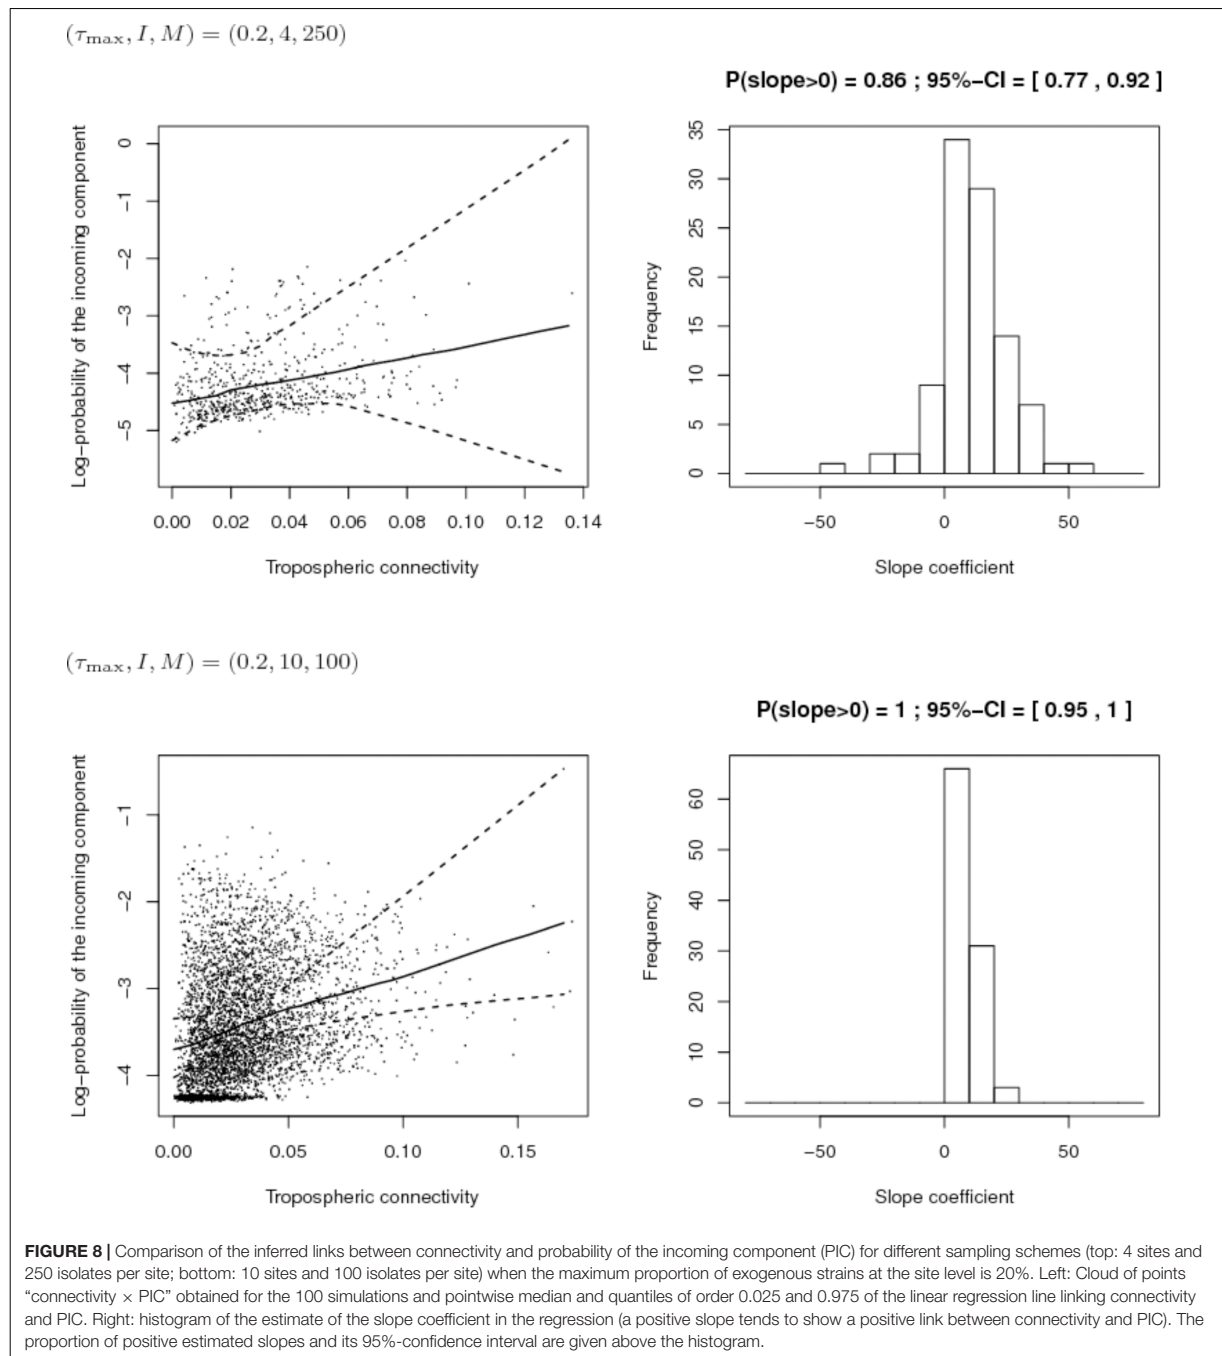 (τmax, I, M) = (0.2, 4, 250)
P(slope>0) = 0.86 ; 95%−CI = [ 0.77 , 0.92 ]
Log−probability of the incoming component
0
−1
−2
−3
−4
−5
0.00 0.02 0.04 0.06 0.08 0.10 0.12 0.14
Tropospheric connectivity
Frequency
35
30
25
20
15
10
5
0
−50 0 50
Slope coefficient
(τmax, I, M) = (0.2, 10, 100)
P(slope>0) = 1 ; 95%−CI = [ 0.95 , 1 ]
Log−probability of the incoming component
−1
−2
−3
−4
0.00 0.05 0.10 0.15
Tropospheric connectivity
Frequency
60
50
40
30
20
10
0
−50 0 50
Slope coefficient
FIGURE 8 | Comparison of the inferred links between connectivity and probability of the incoming component (PIC) for different sampling schemes (top: 4 sites and
250 isolates per site; bottom: 10 sites and 100 isolates per site) when the maximum proportion of exogenous strains at the site level is 20%. Left: Cloud of points
“connectivity × PIC” obtained for the 100 simulations and pointwise median and quantiles of order 0.025 and 0.975 of the linear regression line linking connectivity
and PIC. Right: histogram of the estimate of the slope coefficient in the regression (a positive slope tends to show a positive link between connectivity and PIC). The
proportion of positive estimated slopes and its 95%-confidence interval are given above the histogram.